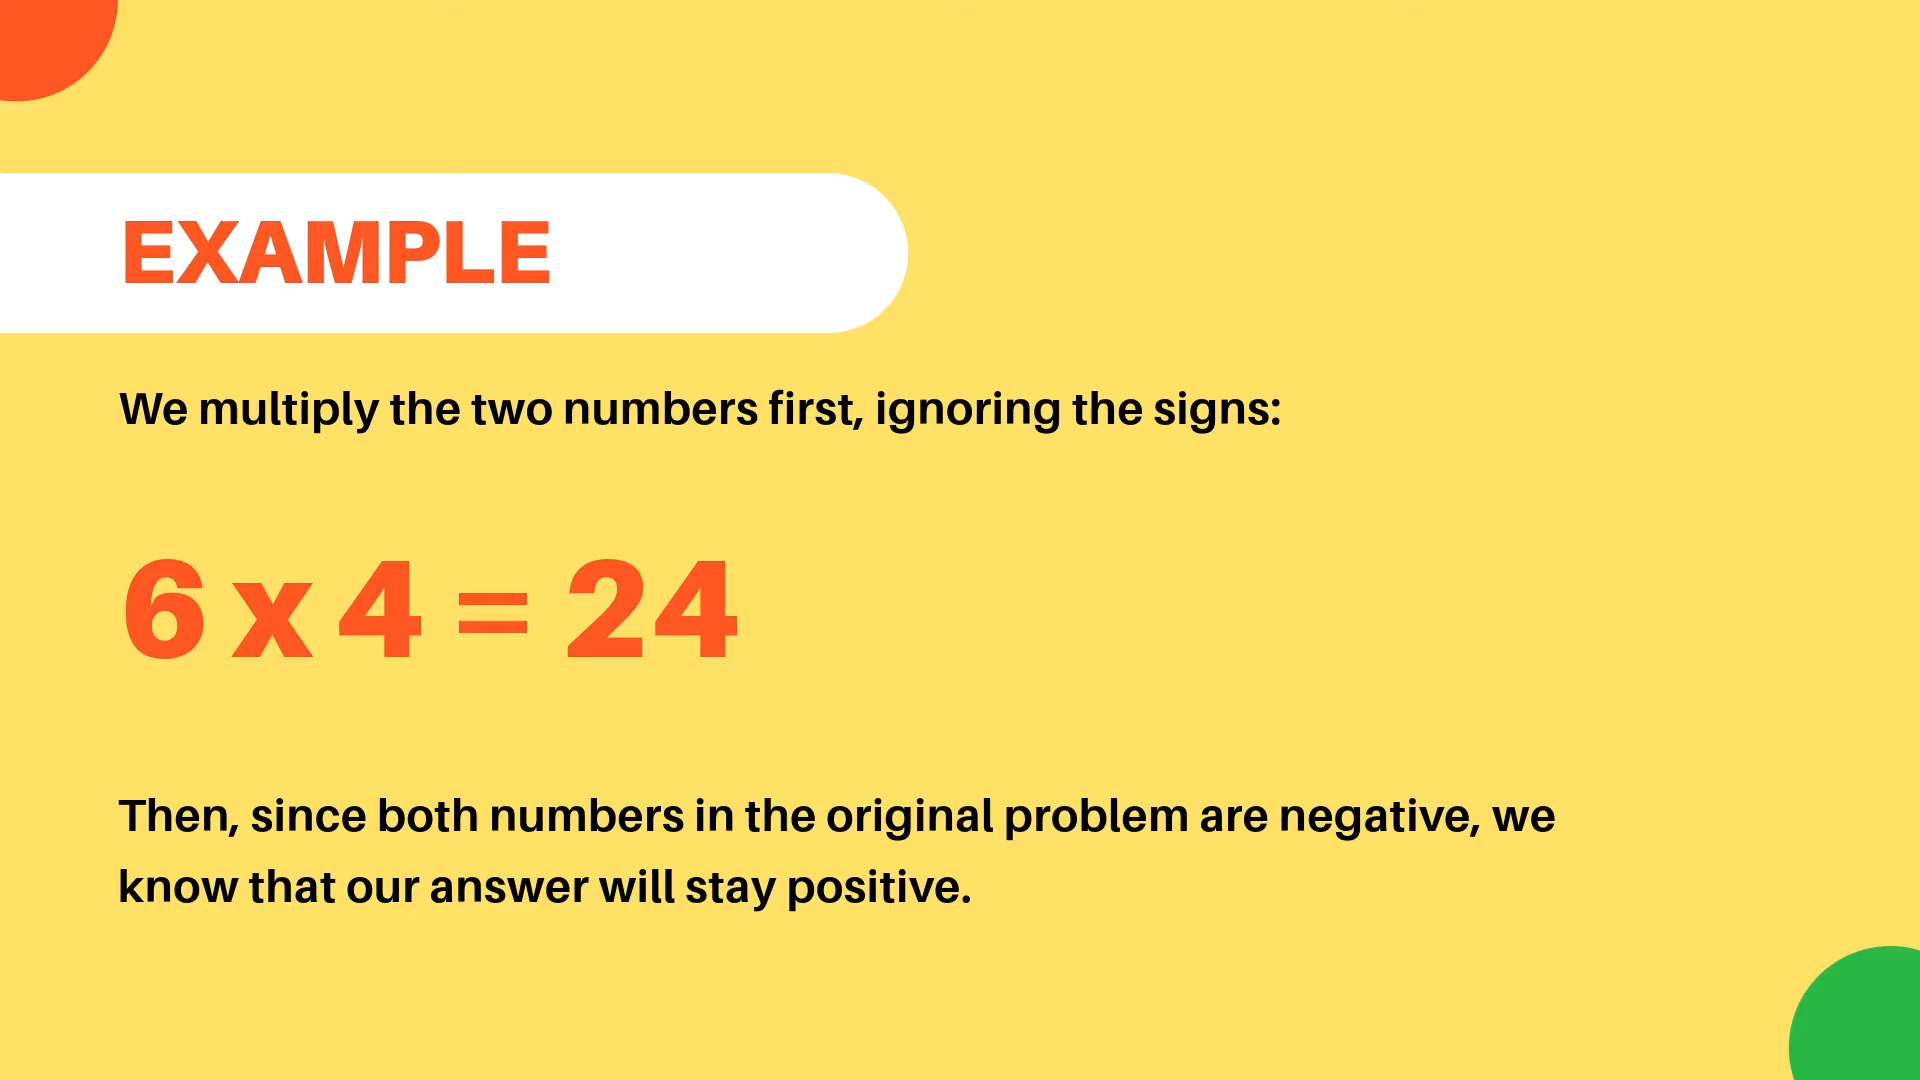 EXAMPLE
We multiply the two numbers first, ignoring the signs:
6 x 4 = 24
Then, since both numbers in the original problem are negative, we
know that our answer will stay positive.